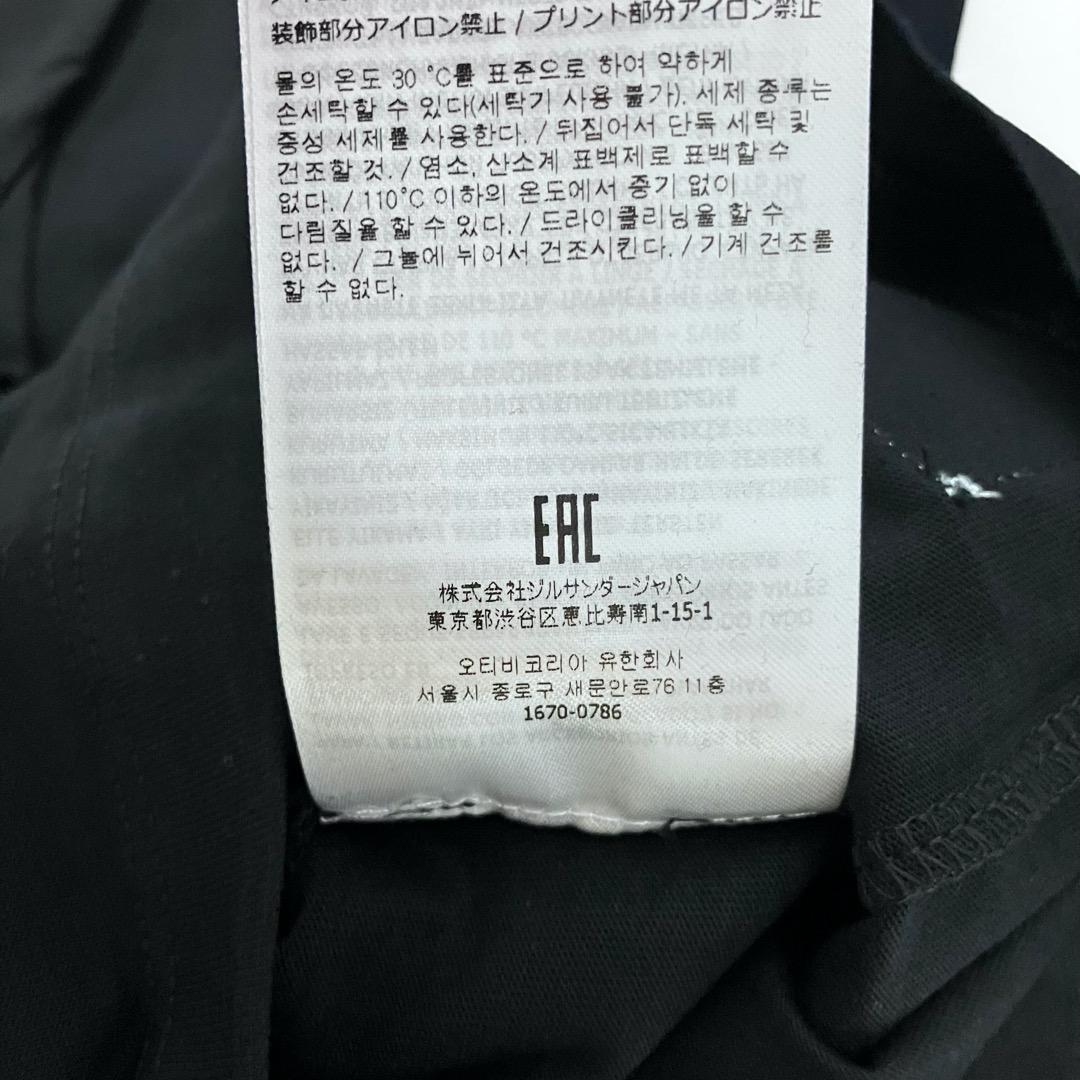 装飾部分アイロン禁止 / プリント部分アイロン禁止
물의 온도 30 °C를 표준으로 하여 약하게
손세탁할 수 있다(세탁기 사용 불가). 세제 종류는
중성 세제를 사용한다. / 뒤집어서 단독 세탁 및
건조할 것. / 염소, 산소계 표백제로 표백할 수
없다. / 110°C 이하의 온도에서 증기 없이
다림질을 할 수 있다. / 드라이클리닝을 할 수
없다. / 그늘에 뉘어서 건조시킨다. / 기계 건조를
할 수 없다.
EAC
株式会社ジルサンダージャパン
東京都渋谷区恵比寿南1-15-1
오티비코리아 유한회사
서울시 종로구 새문안로76 11층
1670-0786